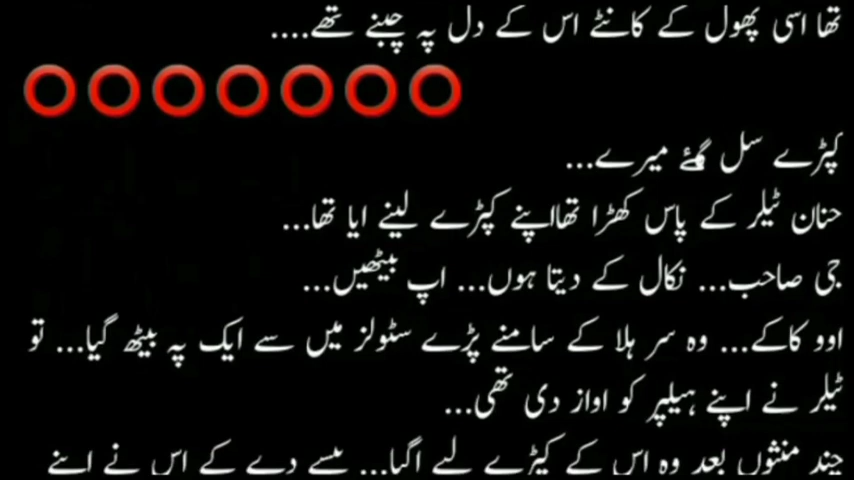 تھا اسی پھول کے کانٹے اس کے دل پہ چبنے تھے....
⭕⭕⭕⭕⭕⭕⭕
کپڑے سل گئے میرے...
حنان ٹیلر کے پاس کھڑا تھااپنے کپڑے لینے ایا تھا...
جی صاحب... نکال کے دیتا ہوں... اپ بیٹھیں...
اوو کاکے... وہ سر ہلا کے سامنے پڑے سٹولز میں سے ایک پہ بیٹھ گیا... تو
ٹیلر نے اپنے ہیلپر کو اواز دی تھی...
چند منٹوں بعد وہ اس کے کپڑے لیے اگیا... پیسے دے کے اس نے اپنے